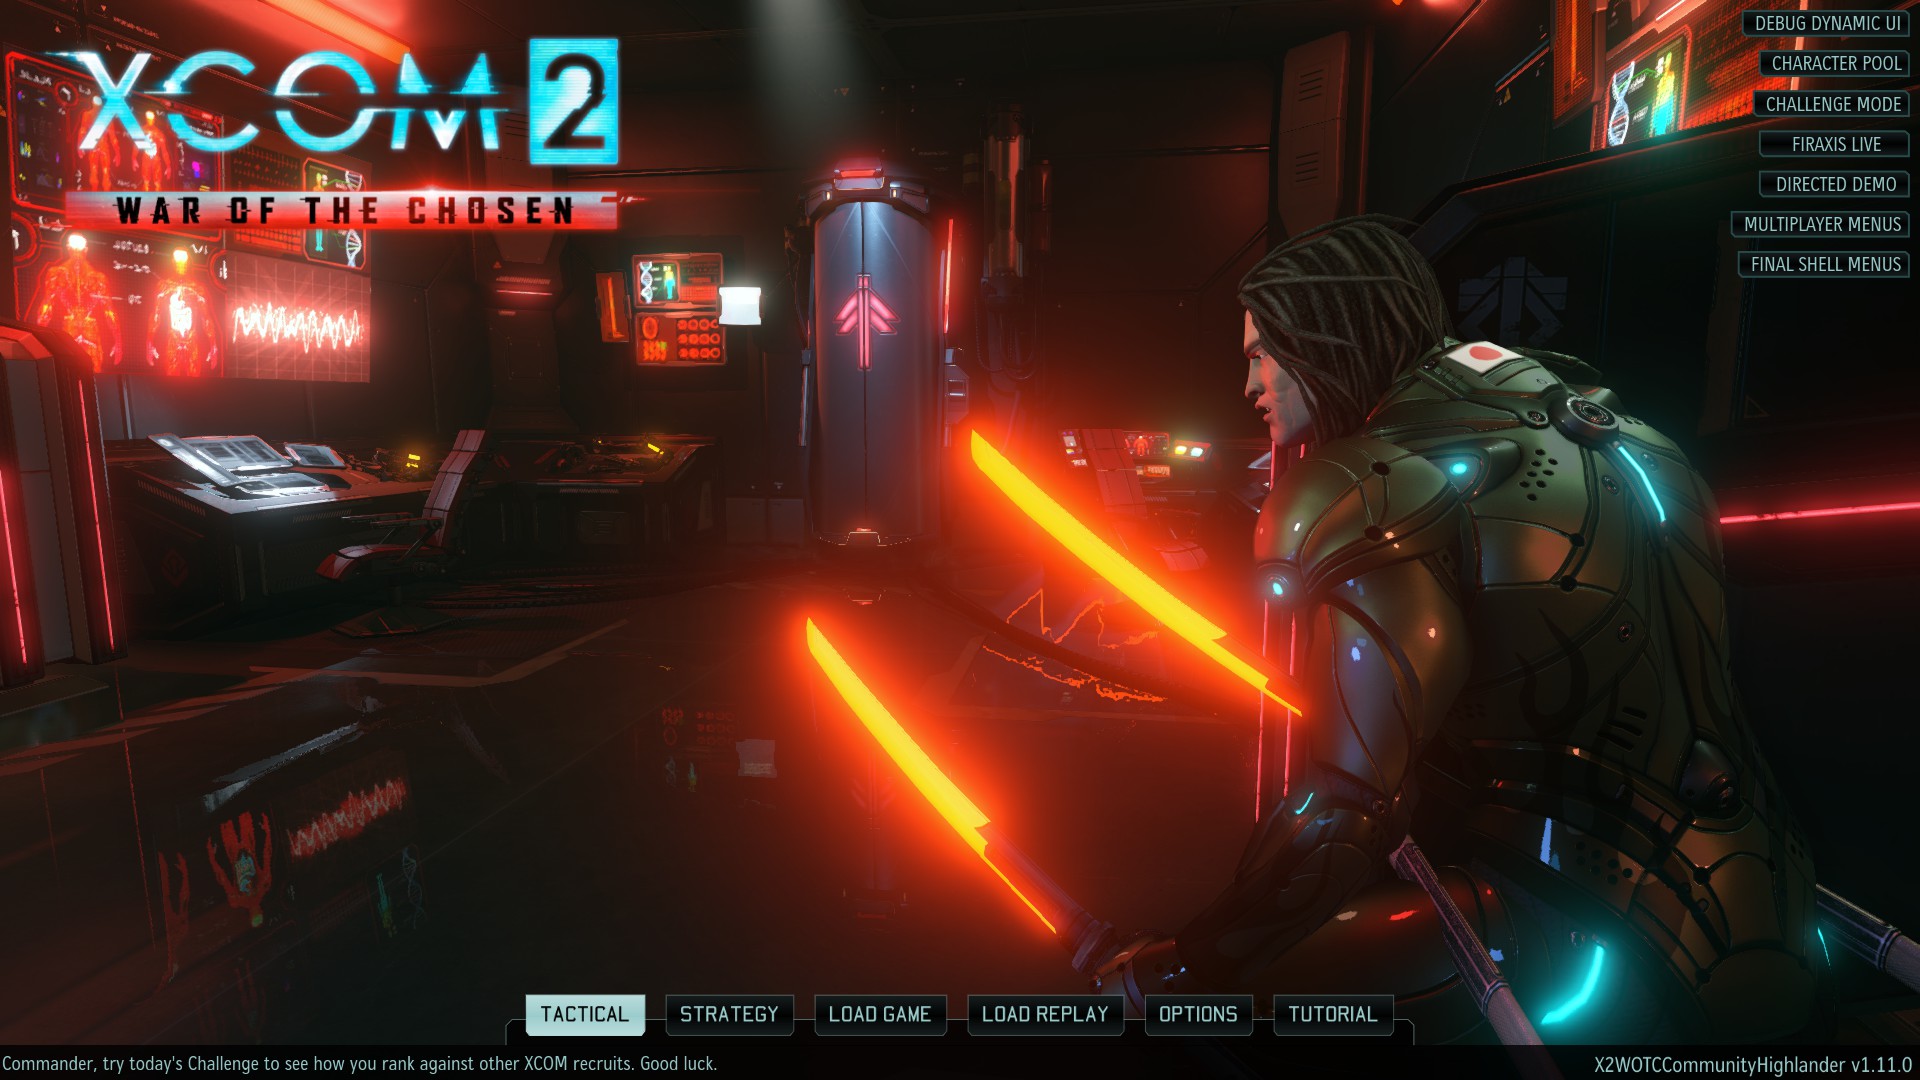 XCOM 2
WAR OF THE CHOSEN
DEBUG DYNAMIC UI
CHARACTER POOL
CHALLENGE MODE
FIRAXIS LIVE
DIRECTED DEMO
MULTIPLAYER MENUS
FINAL SHELL MENUS
TACTICAL
STRATEGY
LOAD GAME
LOAD REPLAY
OPTIONS
TUTORIAL
Commander, try today's Challenge to see how you rank against other XCOM recruits. Good luck.
X2WOTCCommunityHighlander v1.11.0